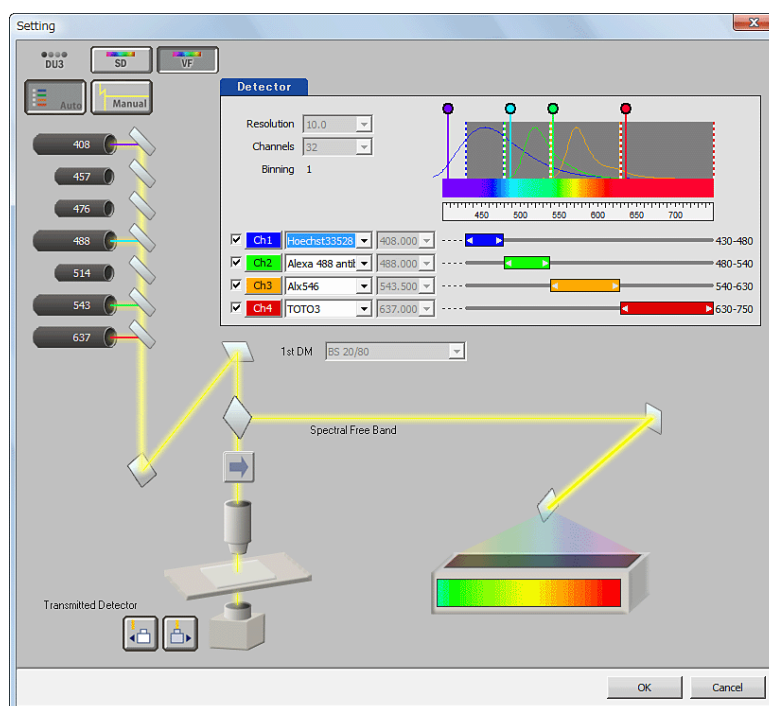 Setting
DU3
SD
VF
Auto
Manual
Detector
Resolution 10.0
Channels 32
Binning 1
408
457
476
488
514
543
637
450 500 550 600 650 700
Ch1 Hoechst33528 408.000 430-480
Ch2 Alexa 488 antil 488.000 480-540
Ch3 Alx546 543.500 540-630
Ch4 TOTO3 637.000 630-750
1st DM BS 20/80
Spectral Free Band
Transmitted Detector
OK Cancel